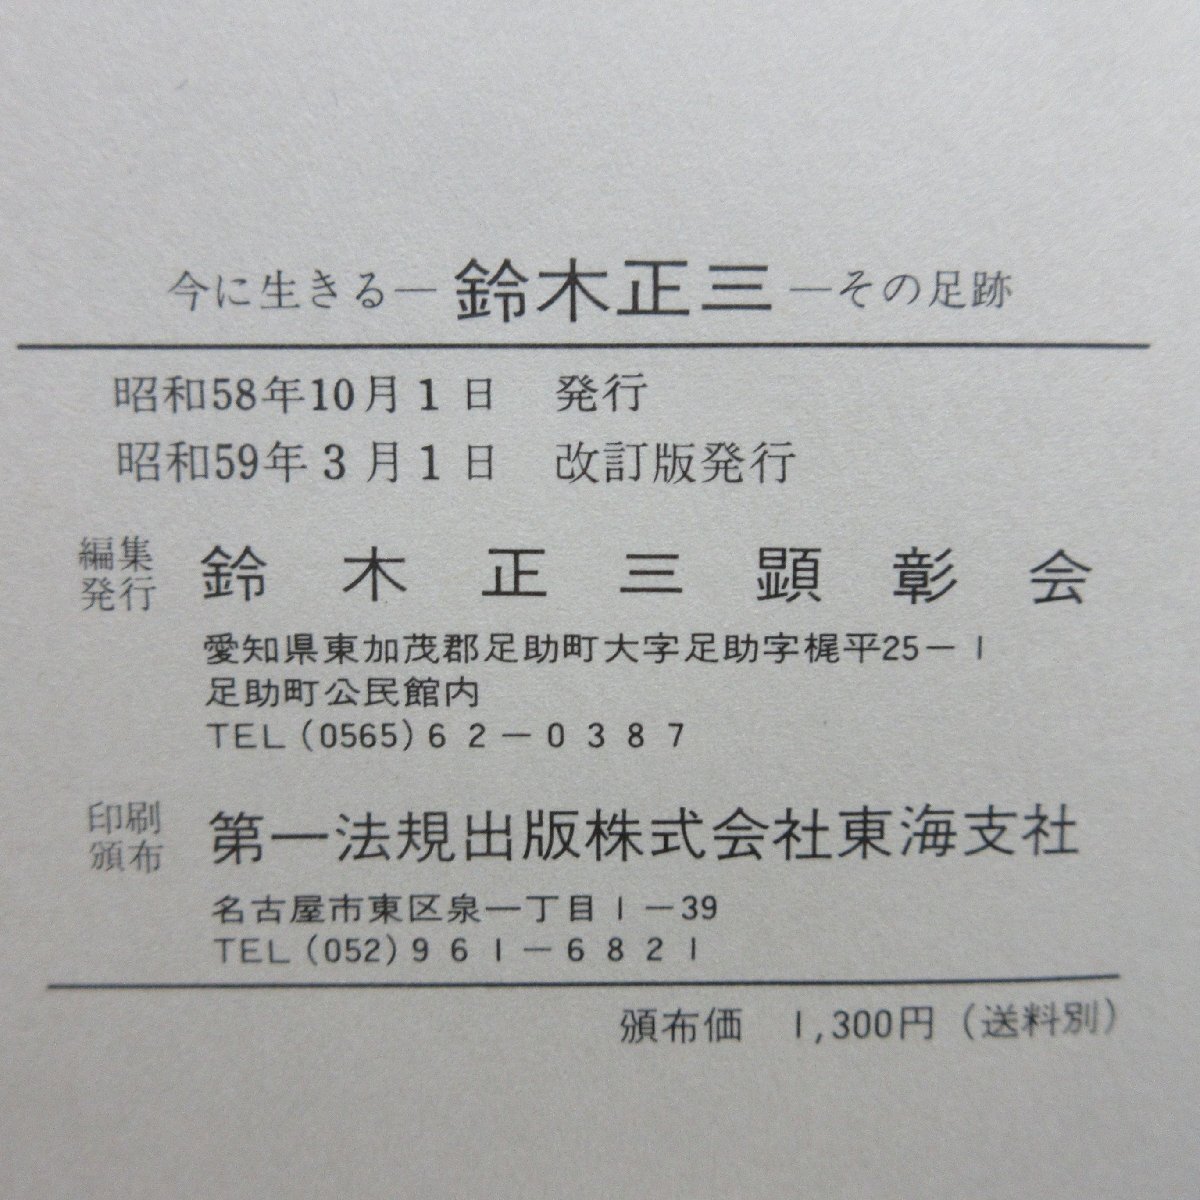 今に生きる―鈴木正三―その足跡
昭和58年10月1日 発行
昭和59年3月1日 改訂版発行
編集発行 鈴木正三顕彰会
愛知県東加茂郡足助町大字足助字梶平25－1
足助町公民館内
TEL（0565）62－0387
印刷頒布 第一法規出版株式会社東海支社
名古屋市東区泉一丁目1－39
TEL（052）961－6821
頒布価 1,300円（送料別）